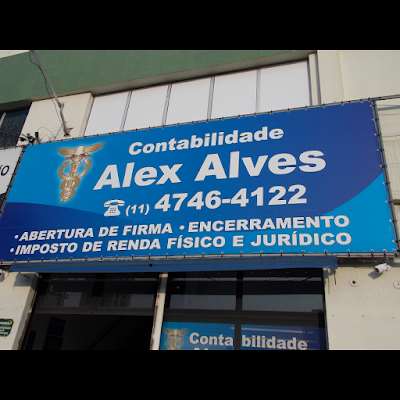 Contabilidade
Alex Alves
(11) 4746-4122
•ABERTURA DE FIRMA •ENCERRAMENTO
•IMPOSTO DE RENDA FÍSICO E JURÍDICO
Contabilidade